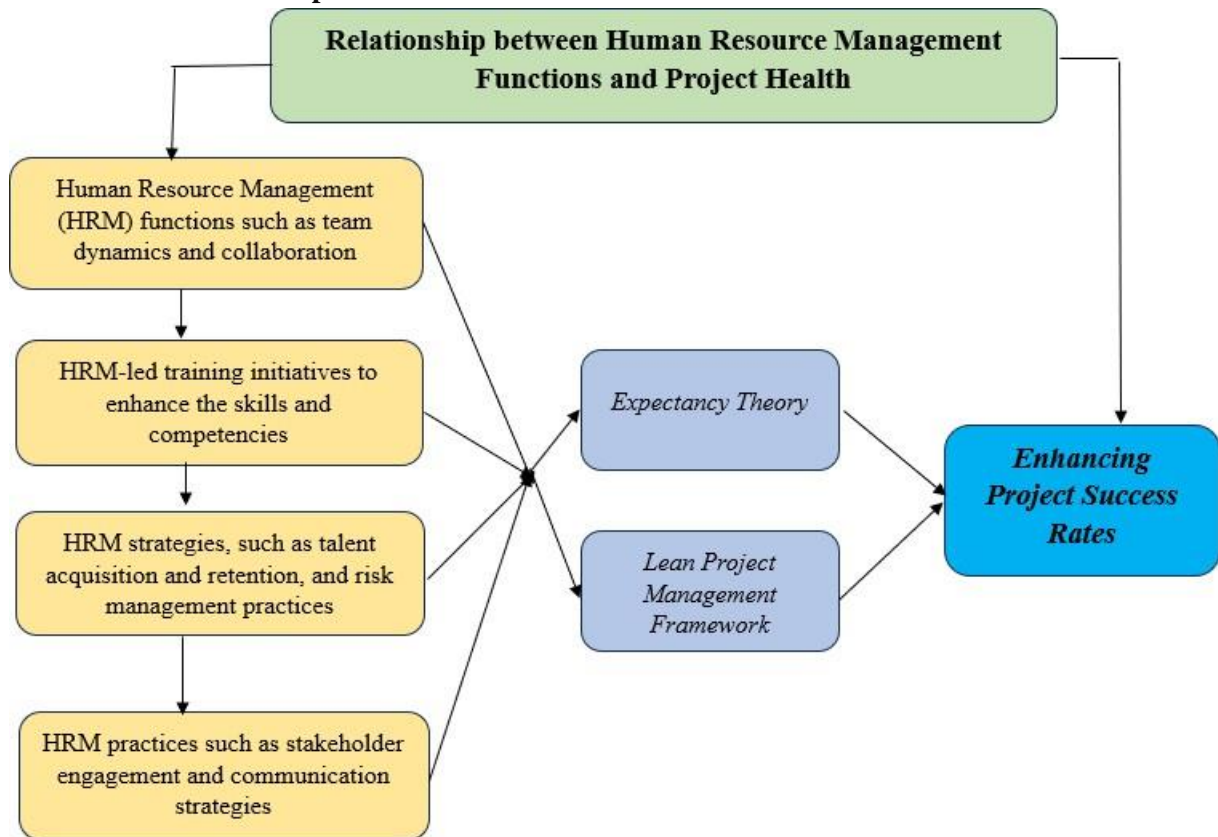 Relationship between Human Resource Management
Functions and Project Health
Human Resource Management
(HRM) functions such as team
dynamics and collaboration
HRM-led training initiatives to
enhance the skills and
competencies
HRM strategies, such as talent
acquisition and retention, and risk
management practices
HRM practices such as stakeholder
engagement and communication
strategies
Expectancy Theory
Lean Project
Management
Framework
Enhancing
Project Success
Rates